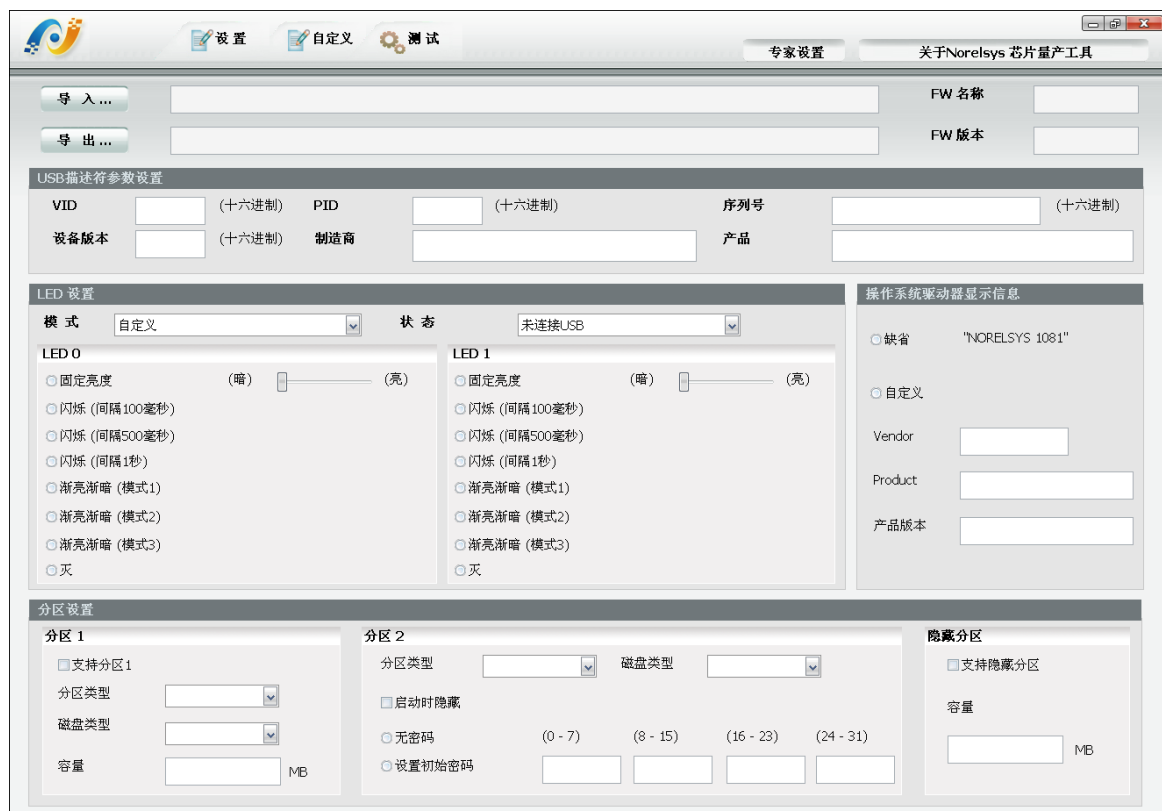 设 置 自定义 测 试
专家设置 关于Norelsys 芯片量产工具
导 入 ... FW 名称
导 出 ... FW 版本
USB描述符参数设置
VID (十六进制) PID (十六进制) 序列号 (十六进制)
设备版本 (十六进制) 制造商 产品
LED 设置
模 式 自定义 状 态 未连接USB
LED 0
固定亮度 (暗) (亮)
闪烁 (间隔100毫秒)
闪烁 (间隔500毫秒)
闪烁 (间隔1秒)
渐亮渐暗 (模式1)
渐亮渐暗 (模式2)
渐亮渐暗 (模式3)
灭
LED 1
固定亮度 (暗) (亮)
闪烁 (间隔100毫秒)
闪烁 (间隔500毫秒)
闪烁 (间隔1秒)
渐亮渐暗 (模式1)
渐亮渐暗 (模式2)
渐亮渐暗 (模式3)
灭
操作系统驱动器显示信息
缺省 "NORELSYS 1081"
自定义
Vendor
Product
产品版本
分区设置
分区 1
支持分区1
分区类型
磁盘类型
容量 MB
分区 2
分区类型 磁盘类型
启动时隐藏
无密码 (0 - 7) (8 - 15) (16 - 23) (24 - 31)
设置初始密码
隐藏分区
支持隐藏分区
容量
MB